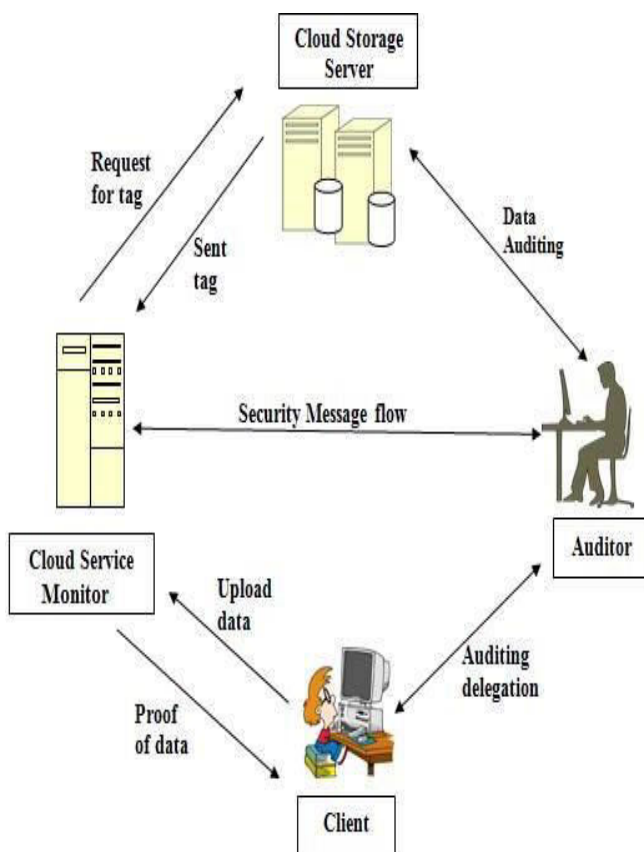 Cloud Storage
Server
Request
for tag
Sent
tag
Data
Auditing
Security Message flow
Cloud Service
Monitor
Auditor
Upload
data
Auditing
delegation
Proof
of data
Client